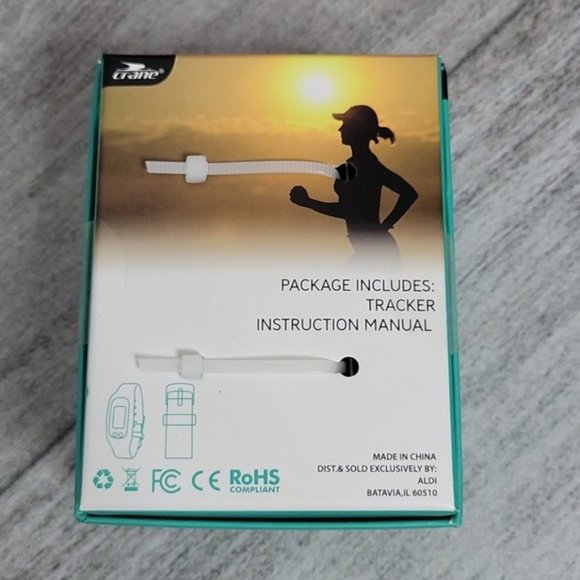 crane®
PACKAGE INCLUDES:
TRACKER
INSTRUCTION MANUAL
MADE IN CHINA
DIST.& SOLD EXCLUSIVELY BY:
ALDI
BATAVIA,IL 60510
FC CE RoHS
COMPLIANT